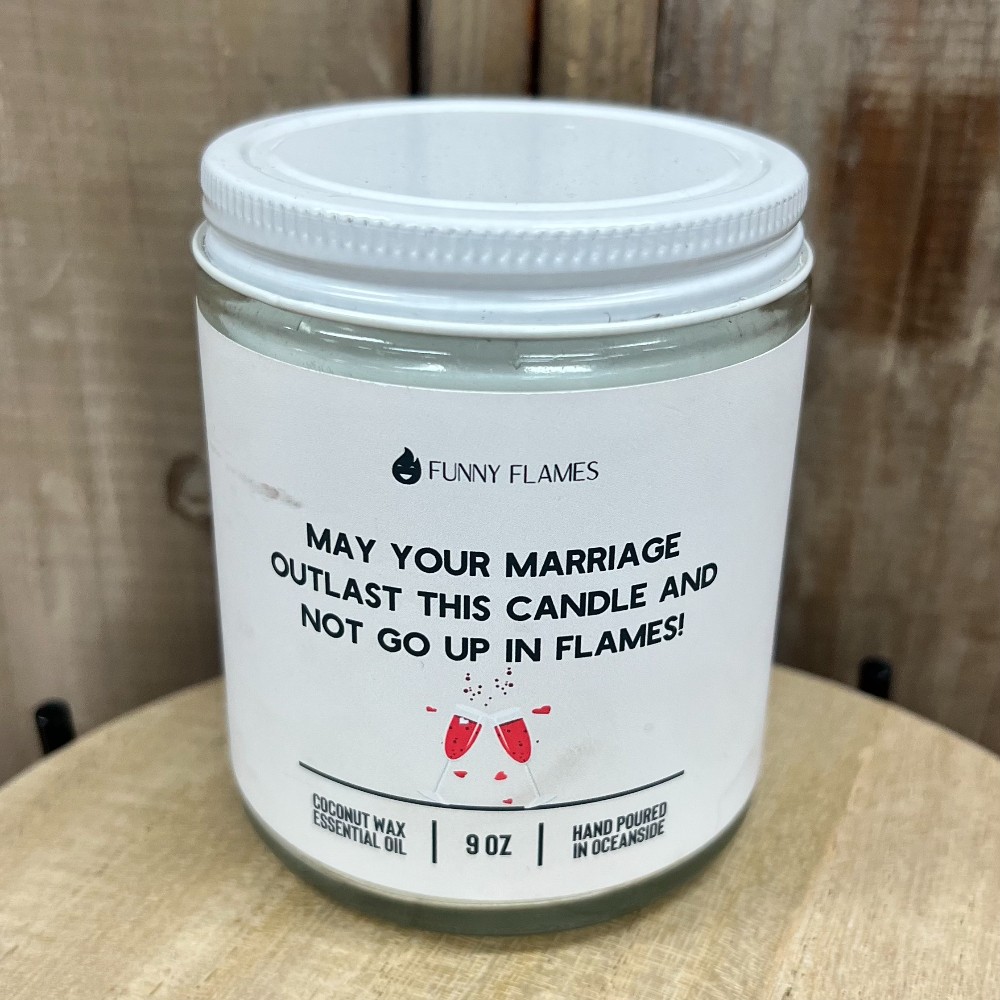 FUNNY FLAMES
MAY YOUR MARRIAGE
OUTLAST THIS CANDLE AND
NOT GO UP IN FLAMES!
COCONUT WAX
ESSENTIAL OIL
9 OZ
HAND POURED
IN OCEANSIDE